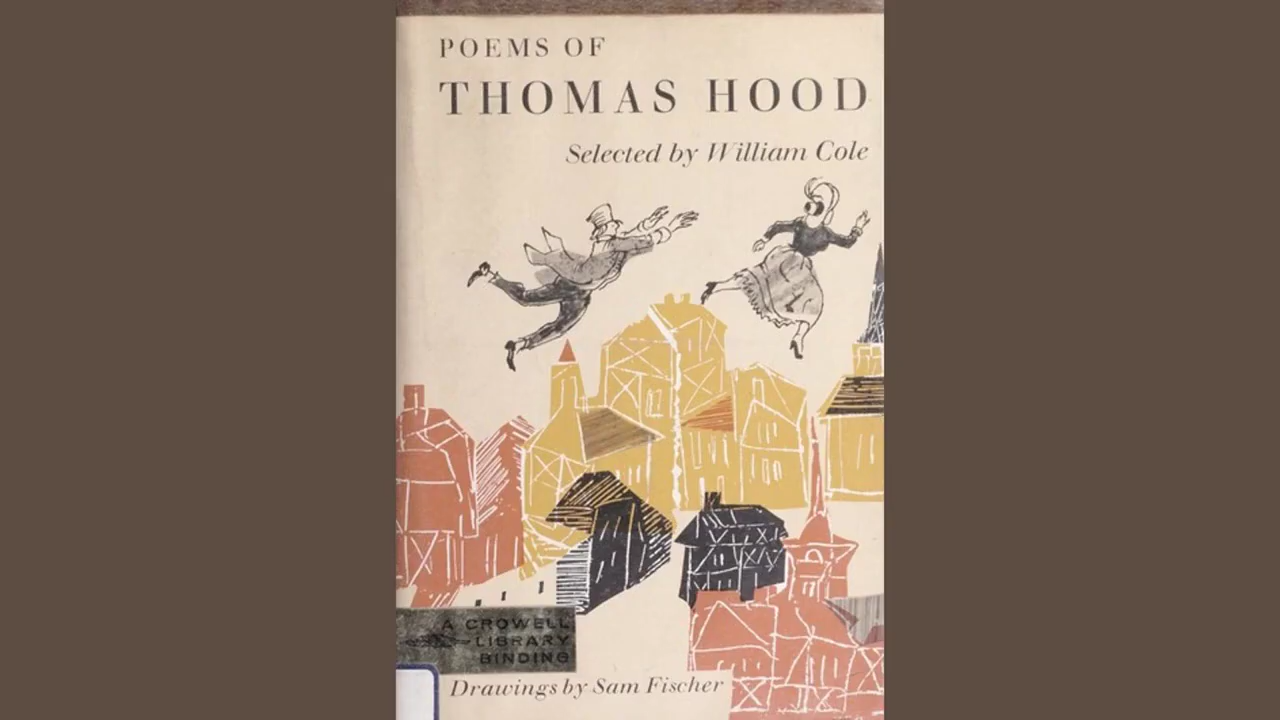 POEMS OF
THOMAS HOOD
Selected by William Cole
A CROWELL
LIBRARY
BINDING
Drawings by Sam Fischer